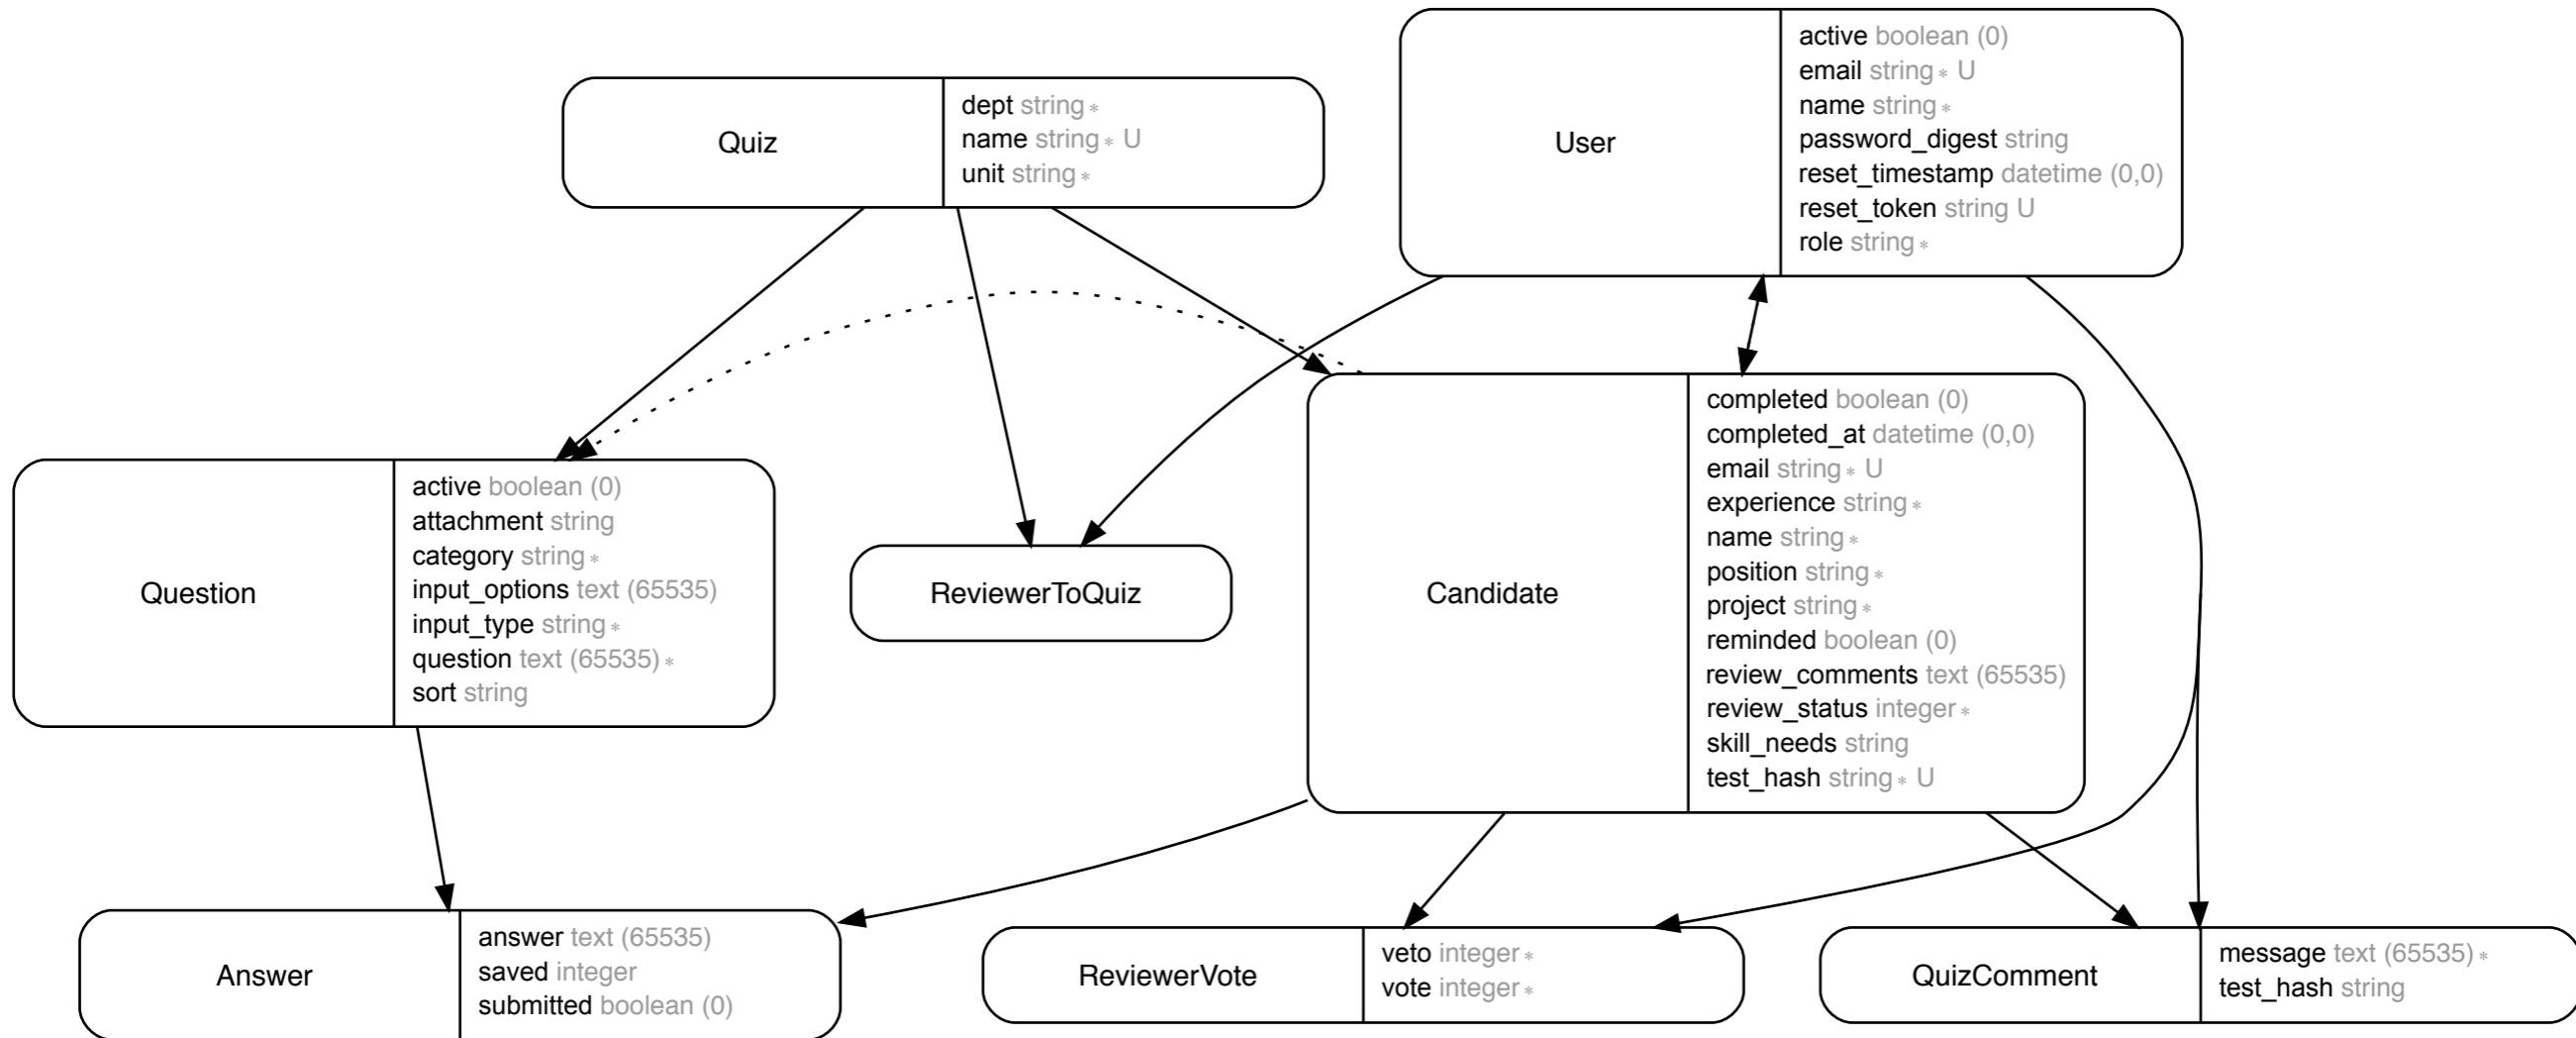 Quiz
dept string *
name string * U
unit string *
User
active boolean (0)
email string * U
name string *
password_digest string
reset_timestamp datetime (0,0)
reset_token string U
role string *
Question
active boolean (0)
attachment string
category string *
input_options text (65535)
input_type string *
question text (65535) *
sort string
ReviewerToQuiz
Candidate
completed boolean (0)
completed_at datetime (0,0)
email string * U
experience string *
name string *
position string *
project string *
reminded boolean (0)
review_comments text (65535)
review_status integer *
skill_needs string
test_hash string * U
Answer
answer text (65535)
saved integer
submitted boolean (0)
ReviewerVote
veto integer *
vote integer *
QuizComment
message text (65535) *
test_hash string